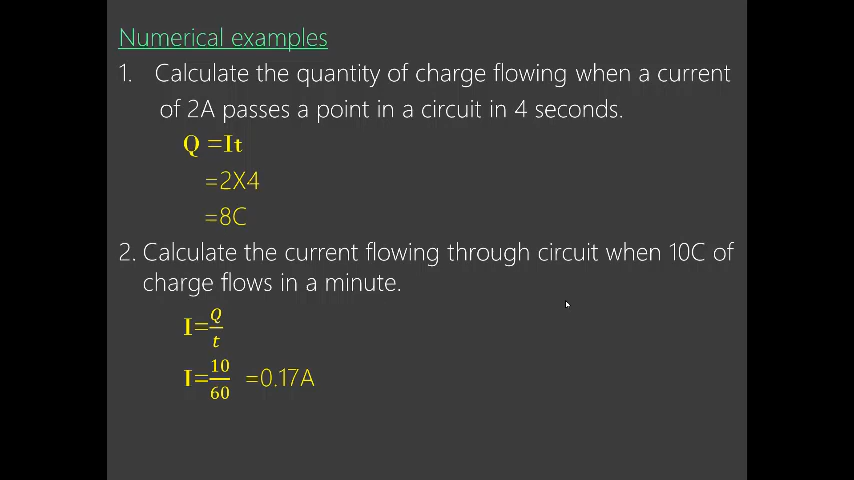 Numerical examples
1. Calculate the quantity of charge flowing when a current
of 2A passes a point in a circuit in 4 seconds.
Q =It
=2X4
=8C
2. Calculate the current flowing through circuit when 10C of
charge flows in a minute.
I=Q/t
I=10/60 =0.17A